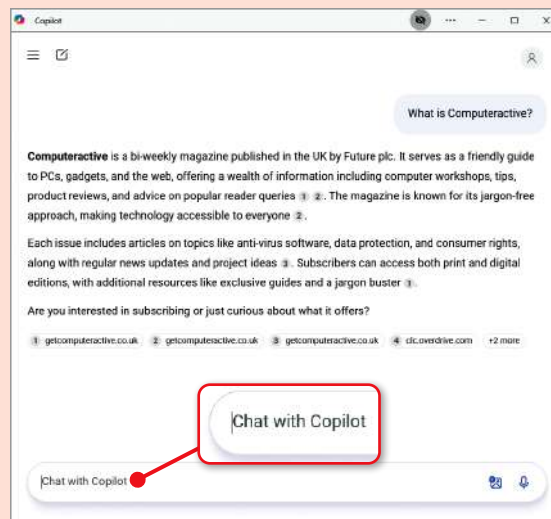 Copilot
What is Computeractive?
Computeractive is a bi-weekly magazine published in the UK by Future plc. It serves as a friendly guide
to PCs, gadgets, and the web, offering a wealth of information including computer workshops, tips,
product reviews, and advice on popular reader queries 1 2 . The magazine is known for its jargon-free
approach, making technology accessible to everyone 2 .
Each issue includes articles on topics like anti-virus software, data protection, and consumer rights,
along with regular news updates and project ideas 3 . Subscribers can access both print and digital
editions, with additional resources like exclusive guides and a jargon buster 3 .
Are you interested in subscribing or just curious about what it offers?
1 getcomputeractive.co.uk 2 getcomputeractive.co.uk 3 getcomputeractive.co.uk 4 clc.overdrive.com +2 more
Chat with Copilot
Chat with Copilot